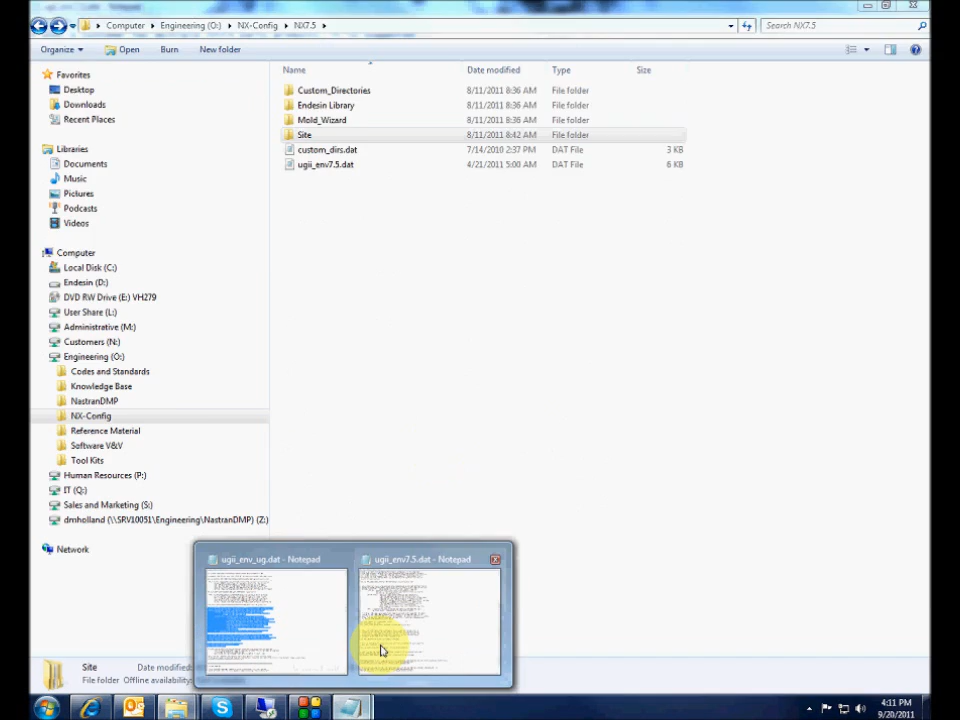 Computer ▸ Engineering (O:) ▸ NX-Config ▸ NX7.5 ▸
Search NX7.5
Organize ▾ Open Burn New folder
Name Date modified Type Size
Custom_Directories 8/11/2011 8:36 AM File folder
Endesin Library 8/11/2011 8:36 AM File folder
Mold_Wizard 8/11/2011 8:36 AM File folder
Site 8/11/2011 8:42 AM File folder
custom_dirs.dat 7/14/2010 2:37 PM DAT File 3 KB
ugii_env7.5.dat 4/21/2011 5:00 AM DAT File 6 KB
Favorites
Desktop
Downloads
Recent Places
Libraries
Documents
Music
Pictures
Podcasts
Videos
Computer
Local Disk (C:)
Endesin (D:)
DVD RW Drive (E:) VH279
User Share (L:)
Administrative (M:)
Customers (N:)
Engineering (O:)
Codes and Standards
Knowledge Base
NastranDMP
NX-Config
Reference Material
Software V&V
Tool Kits
Human Resources (P:)
IT (Q:)
Sales and Marketing (S:)
dmholland (\\SRV10051\Engineering\NastranDMP) (Z:)
Network
ugii_env_ug.dat - Notepad
ugii_env7.5.dat - Notepad
Site Date modified:
File folder Offline availability:
4:11 PM
9/20/2011